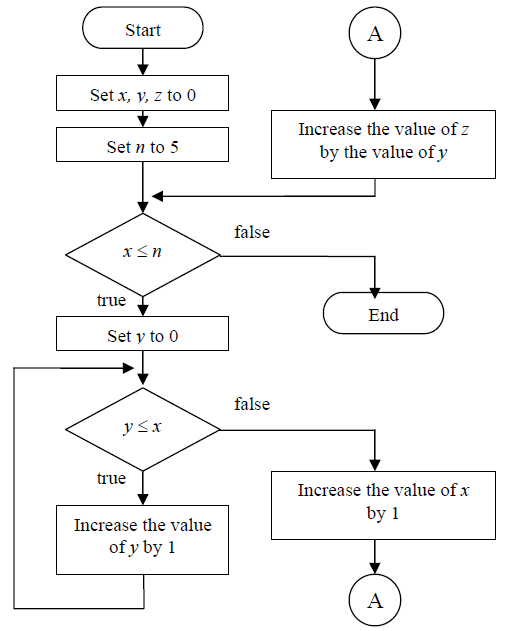 Start
Set x, y, z to 0
Set n to 5
x ≤ n
false
End
true
Set y to 0
y ≤ x
false
true
Increase the value
of y by 1
Increase the value of x
by 1
A
A
Increase the value of z
by the value of y